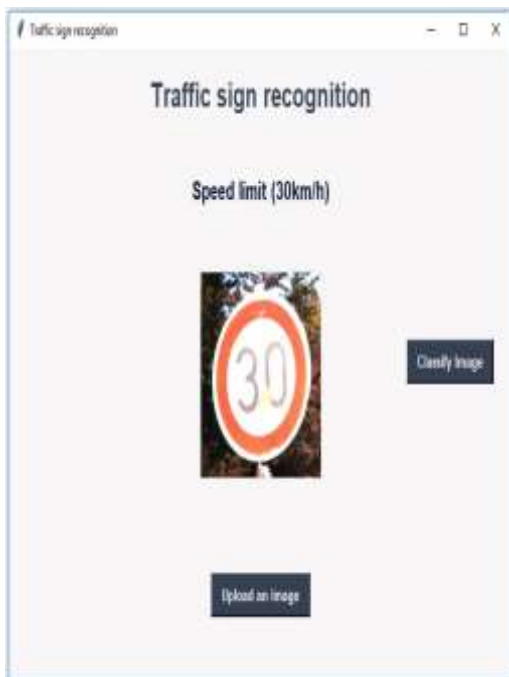 Traffic sign recognition
Traffic sign recognition
Speed limit (30km/h)
30
Classify Image
Upload an image